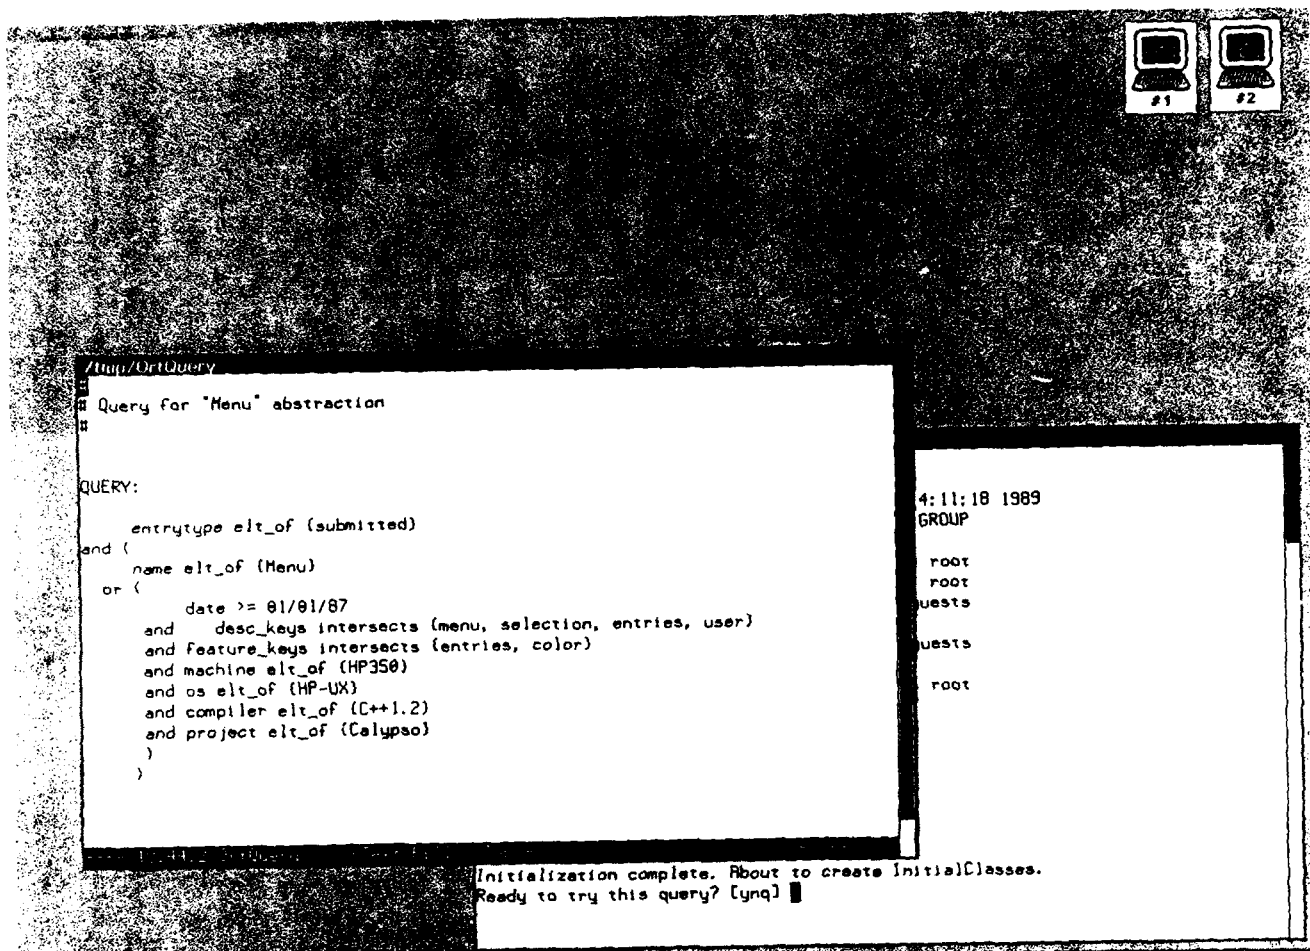 #1
#2
/tmp/OrtQuery
#
# Query for "Menu" abstraction
#
QUERY:
entrytype elt_of {submitted}
and (
name elt_of {Menu}
or (
date >= 01/01/87
and desc_keys intersects {menu, selection, entries, user}
and feature_keys intersects {entries, color}
and machine elt_of {HP350}
and os elt_of {HP-UX}
and compiler elt_of {C++1.2}
and project elt_of {Calypso}
)
)
4:11:18 1989
GROUP
root
root
uests
uests
root
Initialization complete. About to create InitialClasses.
Ready to try this query? [ynq]